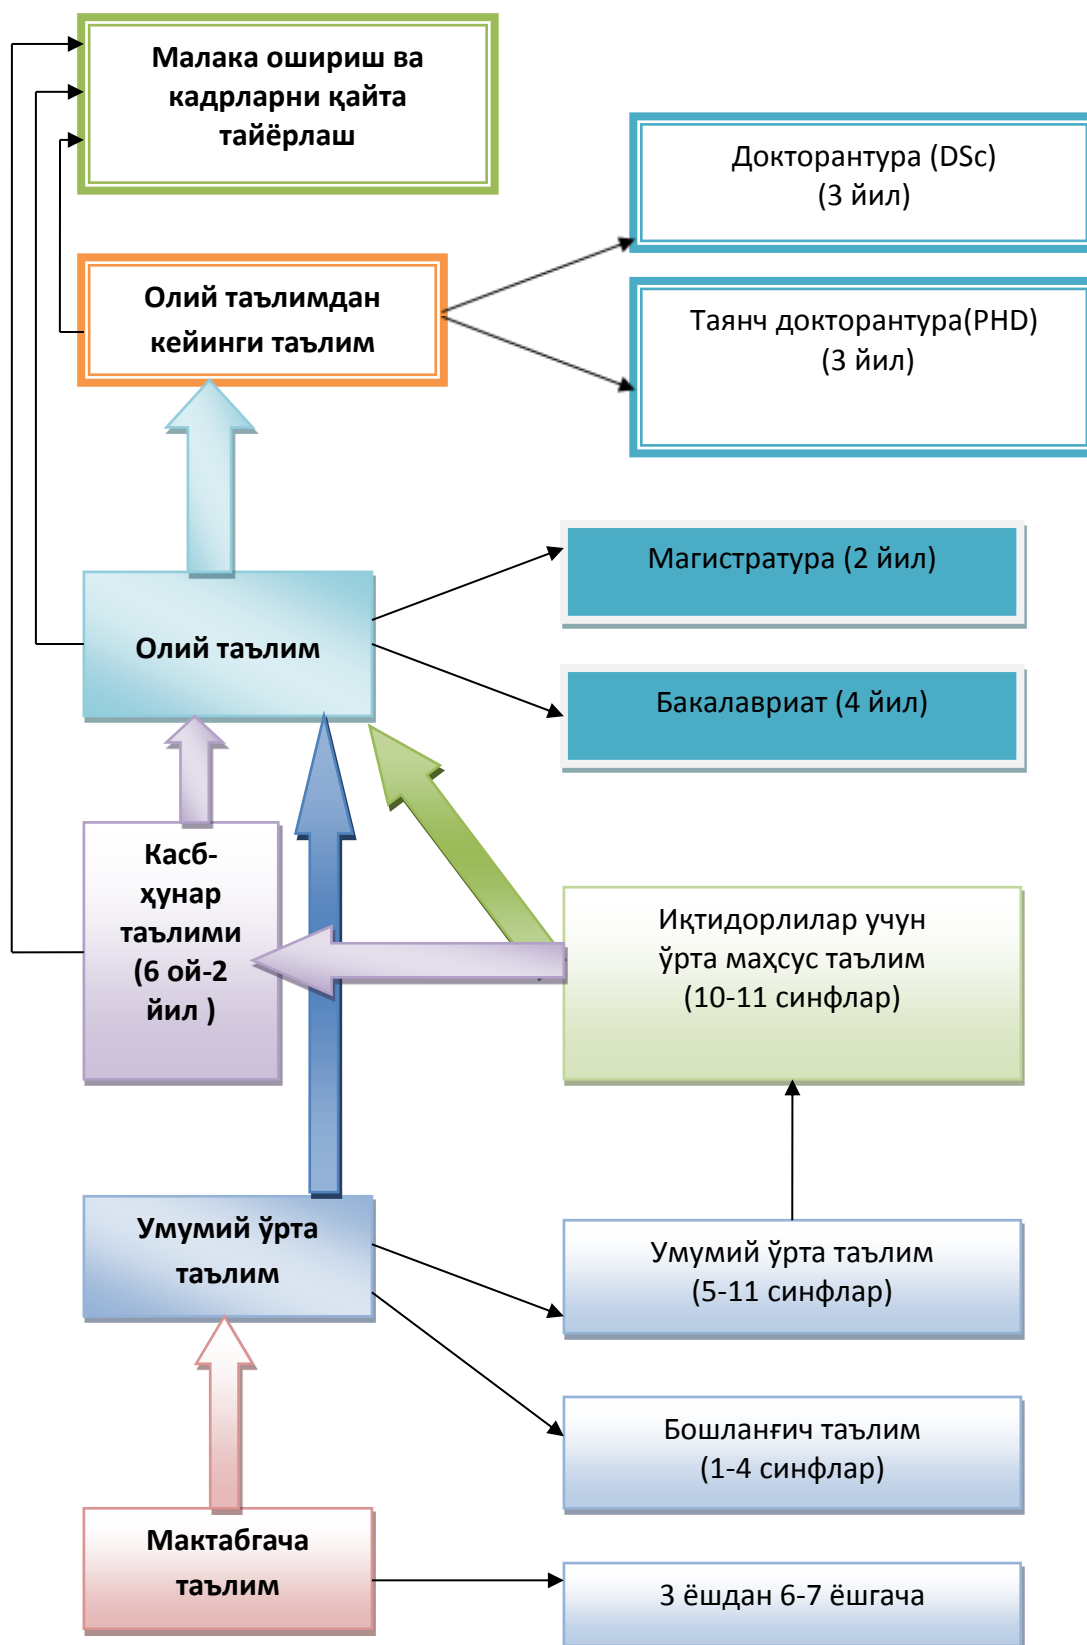 Малака ошириш ва
кадрларни қайта
тайёрлаш
Докторантура (DSc)
(3 йил)
Олий таълимдан
кейинги таълим
Таянч докторантура(PHD)
(3 йил)
Магистратура (2 йил)
Олий таълим
Бакалавриат (4 йил)
Касб-
ҳунар
таълими
(6 ой-2
йил )
Иқтидорлилар учун
ўрта маҳсус таълим
(10-11 синфлар)
Умумий ўрта
таълим
Умумий ўрта таълим
(5-11 синфлар)
Бошланғич таълим
(1-4 синфлар)
Мактабгача
таълим
3 ёшдан 6-7 ёшгача